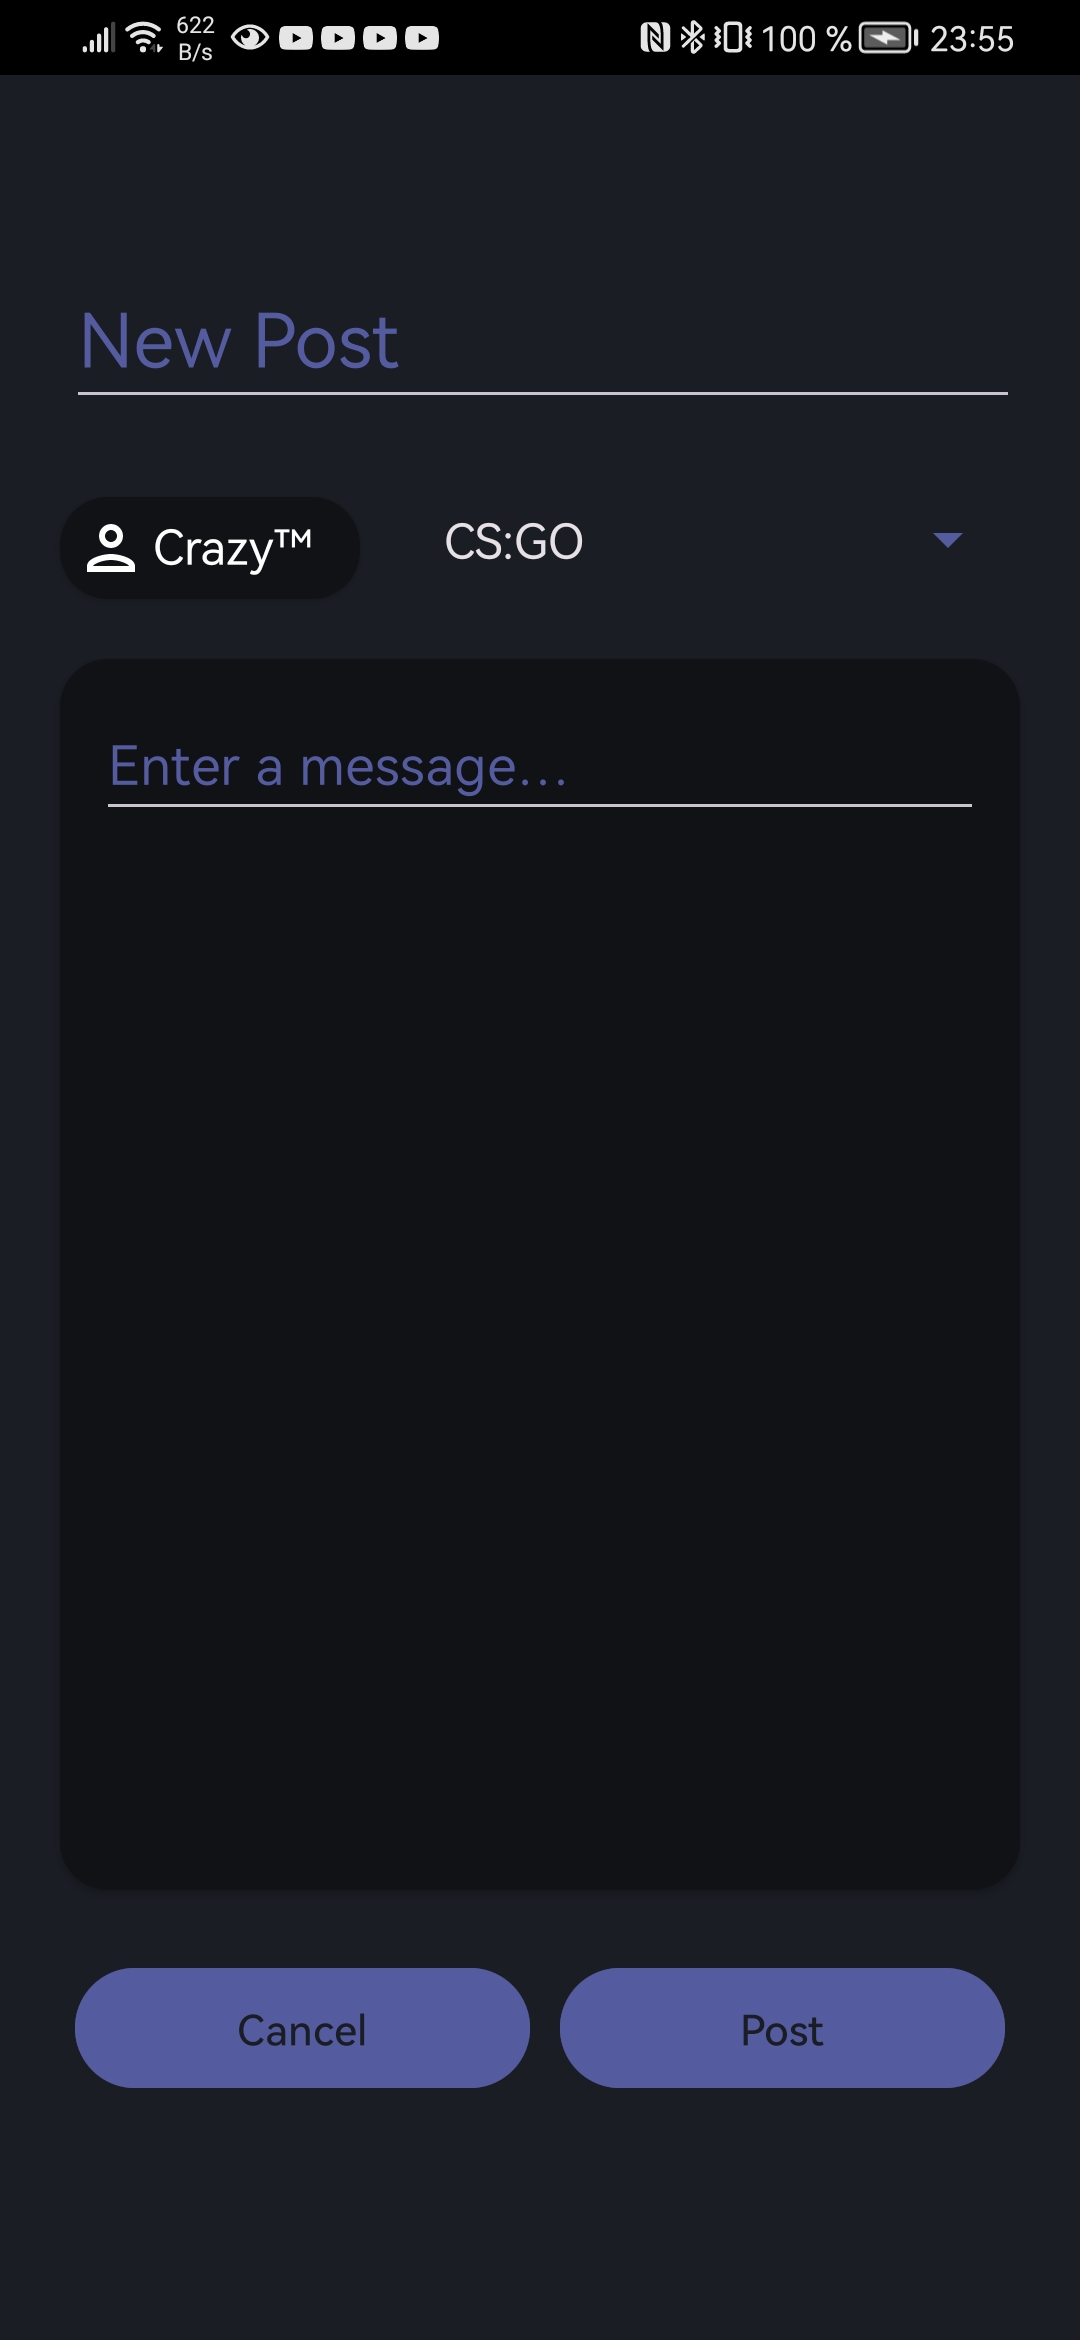 622
B/s
100 %
23:55
New Post
Crazy™
CS:GO
Enter a message...
Cancel
Post